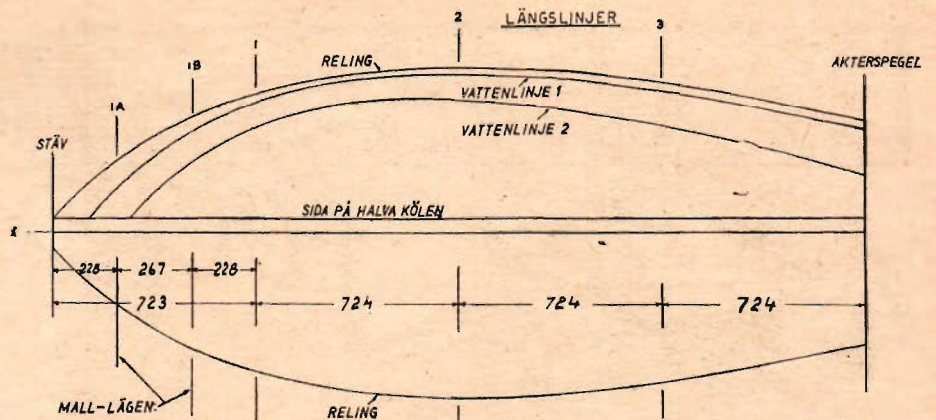 LÄNGSLINJER
1A
1B
1
2
3
RELING
AKTERSPEGEL
VATTENLINJE 1
VATTENLINJE 2
STÄV
SIDA PÅ HALVA KÖLEN
228
267
228
723
724
724
724
MALL-LÄGEN
RELING